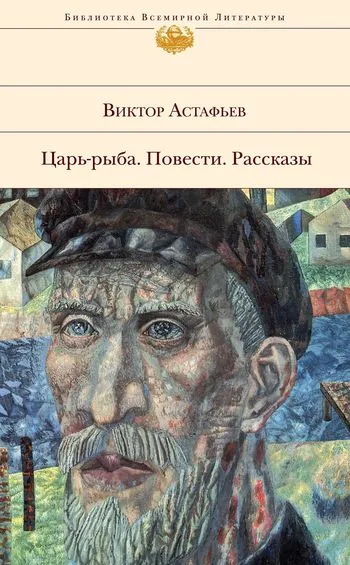 Библиотека Всемирной Литературы
Виктор Астафьев
Царь-рыба. Повести. Рассказы